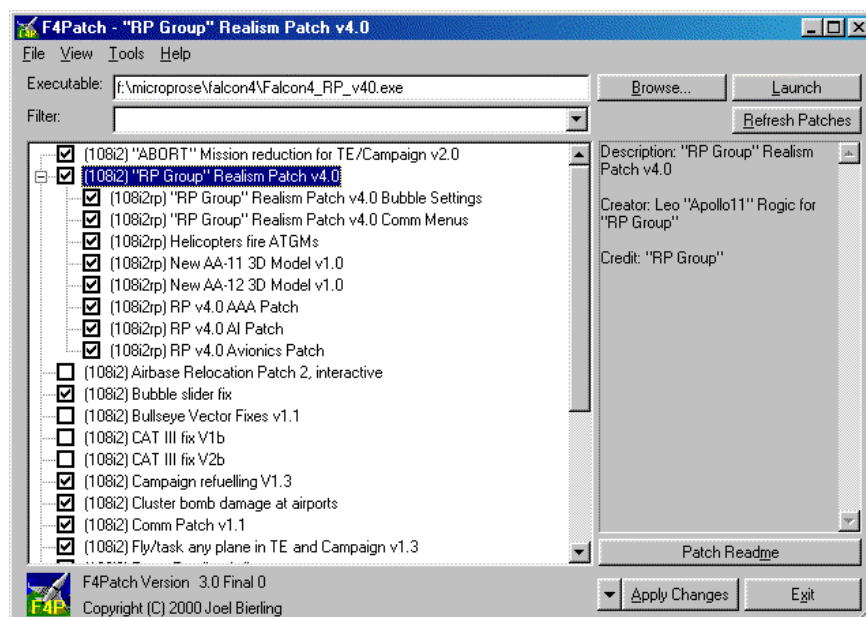 F4Patch - "RP Group" Realism Patch v4.0
File View Tools Help
Executable: f:\microprose\falcon4\Falcon4_RP_v40.exe Browse... Launch
Filter: Refresh Patches
(108i2) "ABORT" Mission reduction for TE/Campaign v2.0
(108i2) "RP Group" Realism Patch v4.0
(108i2rp) "RP Group" Realism Patch v4.0 Bubble Settings
(108i2rp) "RP Group" Realism Patch v4.0 Comm Menus
(108i2rp) Helicopters fire ATGMs
(108i2rp) New AA-11 3D Model v1.0
(108i2rp) New AA-12 3D Model v1.0
(108i2rp) RP v4.0 AAA Patch
(108i2rp) RP v4.0 AI Patch
(108i2rp) RP v4.0 Avionics Patch
(108i2) Airbase Relocation Patch 2, interactive
(108i2) Bubble slider fix
(108i2) Bullseye Vector Fixes v1.1
(108i2) CAT III fix V1b
(108i2) CAT III fix V2b
(108i2) Campaign refuelling V1.3
(108i2) Cluster bomb damage at airports
(108i2) Comm Patch v1.1
(108i2) Fly/task any plane in TE and Campaign v1.3
Description: "RP Group" Realism
Patch v4.0
Creator: Leo "Apollo11" Rogic for
"RP Group"
Credit: "RP Group"
Patch Readme
F4P
F4Patch Version 3.0 Final 0
Copyright (C) 2000 Joel Bierling
Apply Changes Exit